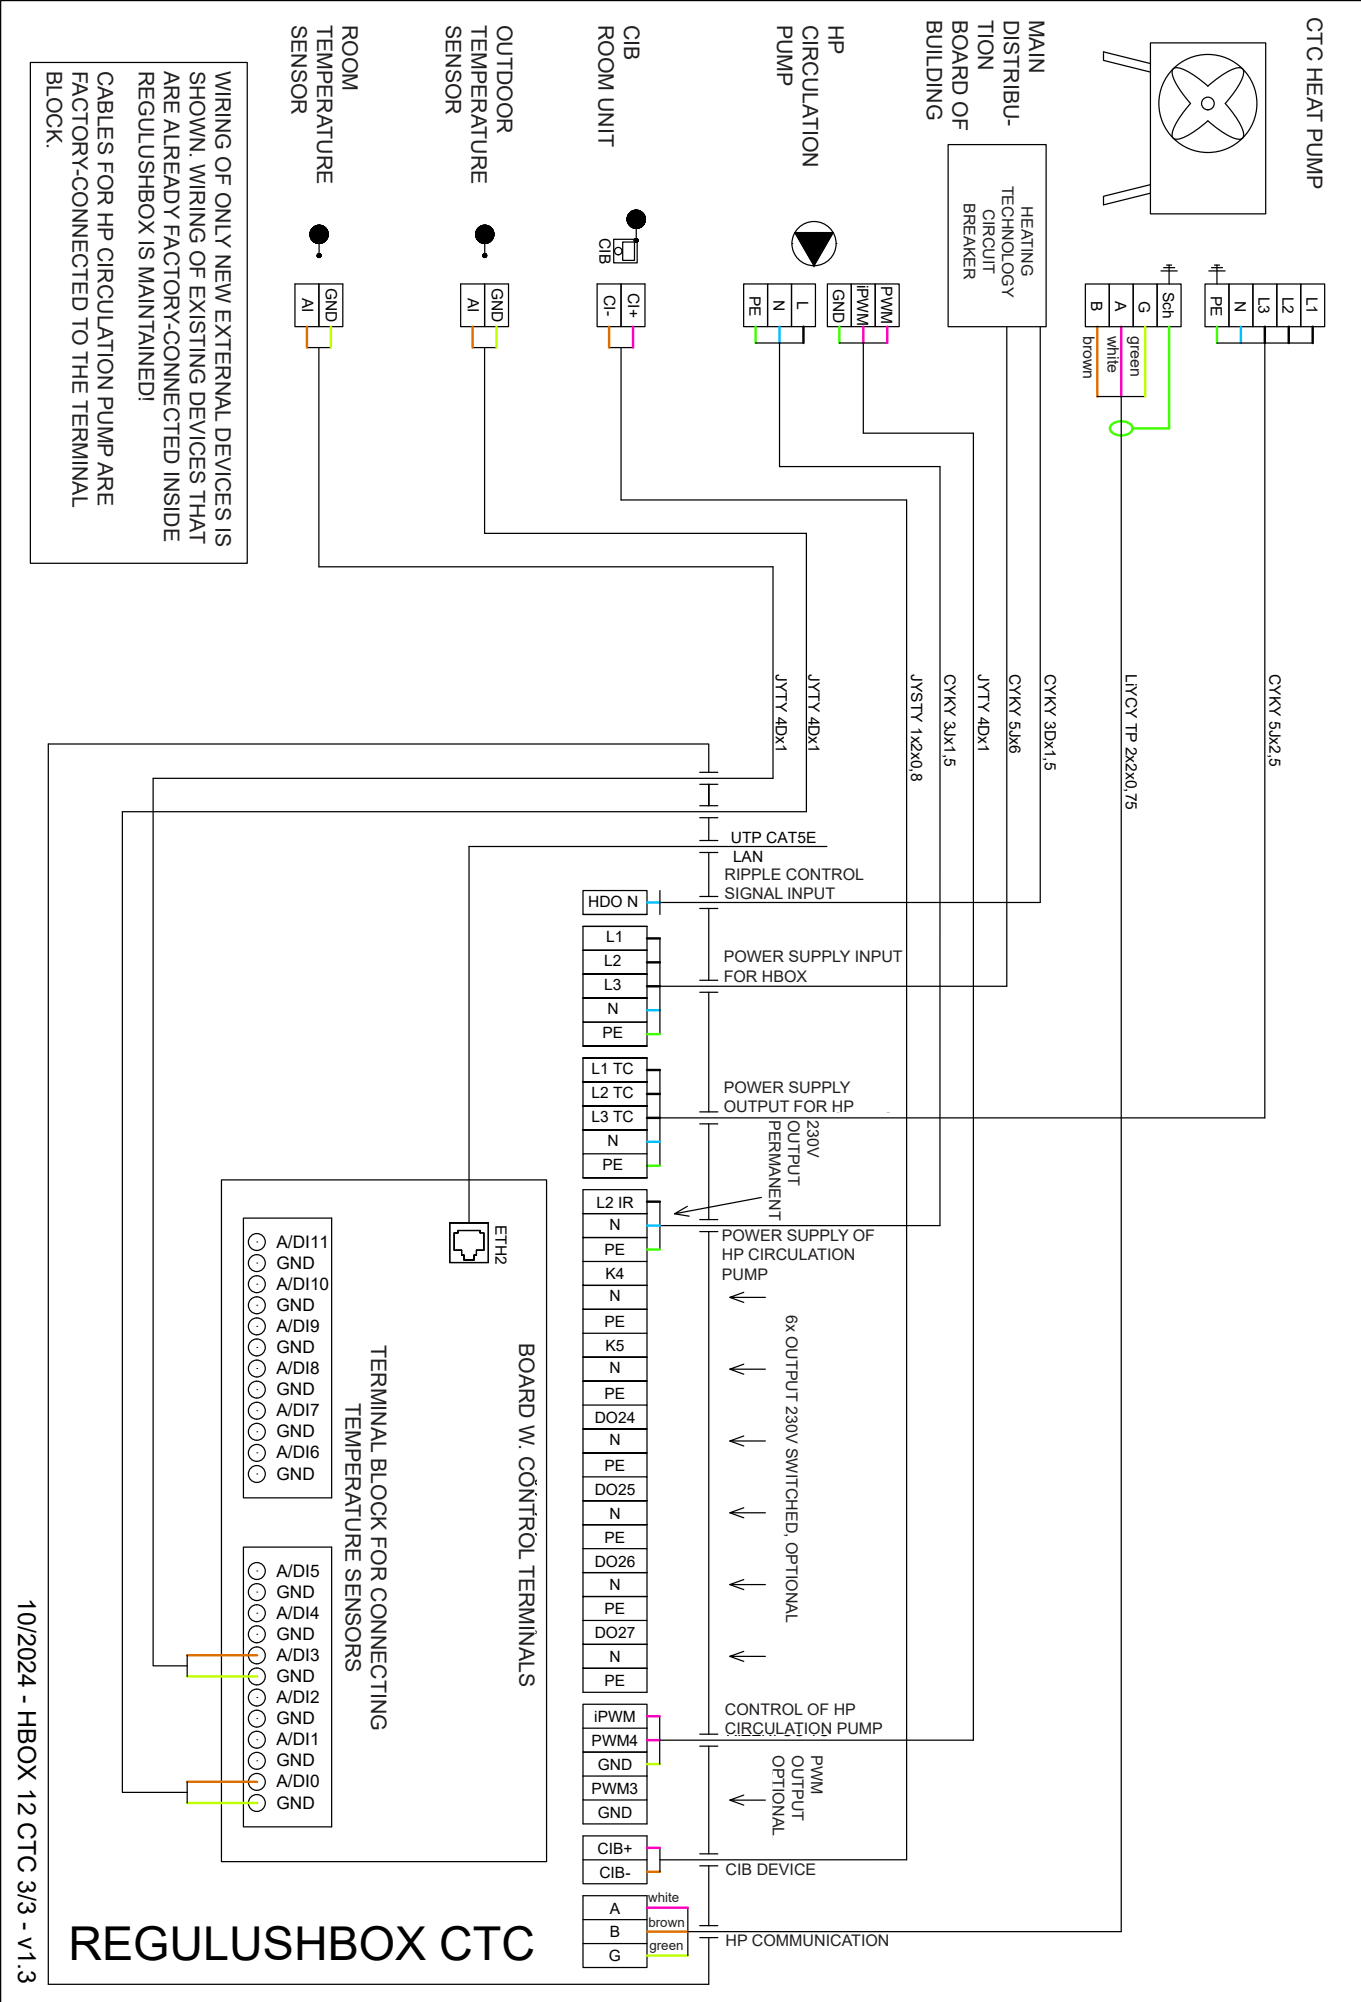 CTC HEAT PUMP
L1
L2
L3
N
PE
Sch
G
A
B
green
white
brown
MAIN
DISTRIBU-
TION
BOARD OF
BUILDING
HEATING
TECHNOLOGY
CIRCUIT
BREAKER
HP
CIRCULATION
PUMP
PWM
iPWM
GND
L
N
PE
CIB
ROOM UNIT
CIB
CI+
CI-
OUTDOOR
TEMPERATURE
SENSOR
GND
AI
ROOM
TEMPERATURE
SENSOR
GND
AI
WIRING OF ONLY NEW EXTERNAL DEVICES IS
SHOWN. WIRING OF EXISTING DEVICES THAT
ARE ALREADY FACTORY-CONNECTED INSIDE
REGULUSHBOX IS MAINTAINED!
CABLES FOR HP CIRCULATION PUMP ARE
FACTORY-CONNECTED TO THE TERMINAL
BLOCK.
CYKY 5Jx2,5
LiYCY TP 2x2x0,75
CYKY 3Dx1,5
CYKY 5Jx6
JYTY 4Dx1
CYKY 3Jx1,5
JYSTY 1x2x0,8
JYTY 4Dx1
JYTY 4Dx1
UTP CAT5E
LAN
RIPPLE CONTROL
SIGNAL INPUT
HDO N
L1
L2
L3
N
PE
POWER SUPPLY INPUT
FOR HBOX
L1 TC
L2 TC
L3 TC
N
PE
POWER SUPPLY
OUTPUT FOR HP
230V
OUTPUT
PERMANENT
L2 IR
N
PE
POWER SUPPLY OF
HP CIRCULATION
PUMP
K4
N
PE
K5
N
PE
DO24
N
PE
DO25
N
PE
DO26
N
PE
DO27
N
PE
6x OUTPUT 230V SWITCHED, OPTIONAL
iPWM
PWM4
GND
PWM3
GND
CONTROL OF HP
CIRCULATION PUMP
PWM
OUTPUT
OPTIONAL
CIB+
CIB-
CIB DEVICE
A
B
G
white
brown
green
HP COMMUNICATION
ETH2
BOARD W. CONTROL TERMINALS
TERMINAL BLOCK FOR CONNECTING
TEMPERATURE SENSORS
A/DI11
GND
A/DI10
GND
A/DI9
GND
A/DI8
GND
A/DI7
GND
A/DI6
GND
A/DI5
GND
A/DI4
GND
A/DI3
GND
A/DI2
GND
A/DI1
GND
A/DI0
GND
REGULUSHBOX CTC
10/2024 - HBOX 12 CTC 3/3 - v1.3